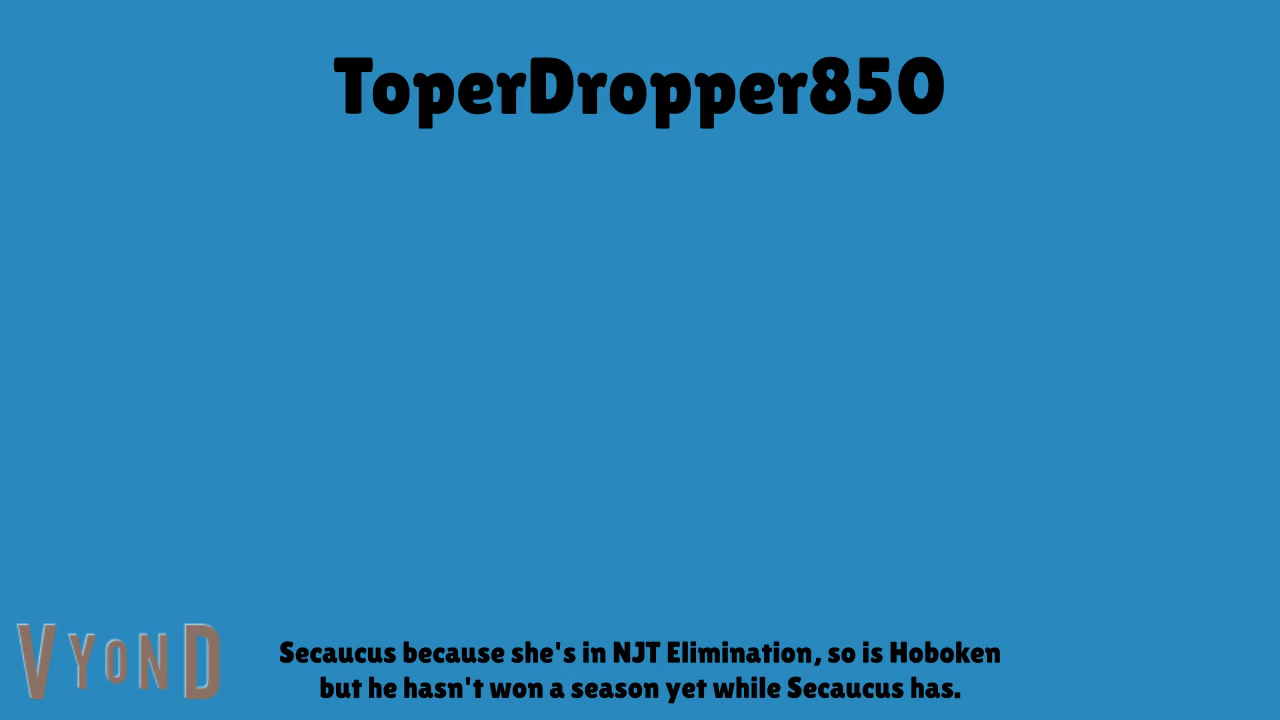 ToperDropper850
Secaucus because she's in NJT Elimination, so is Hoboken
but he hasn't won a season yet while Secaucus has.
VYOND